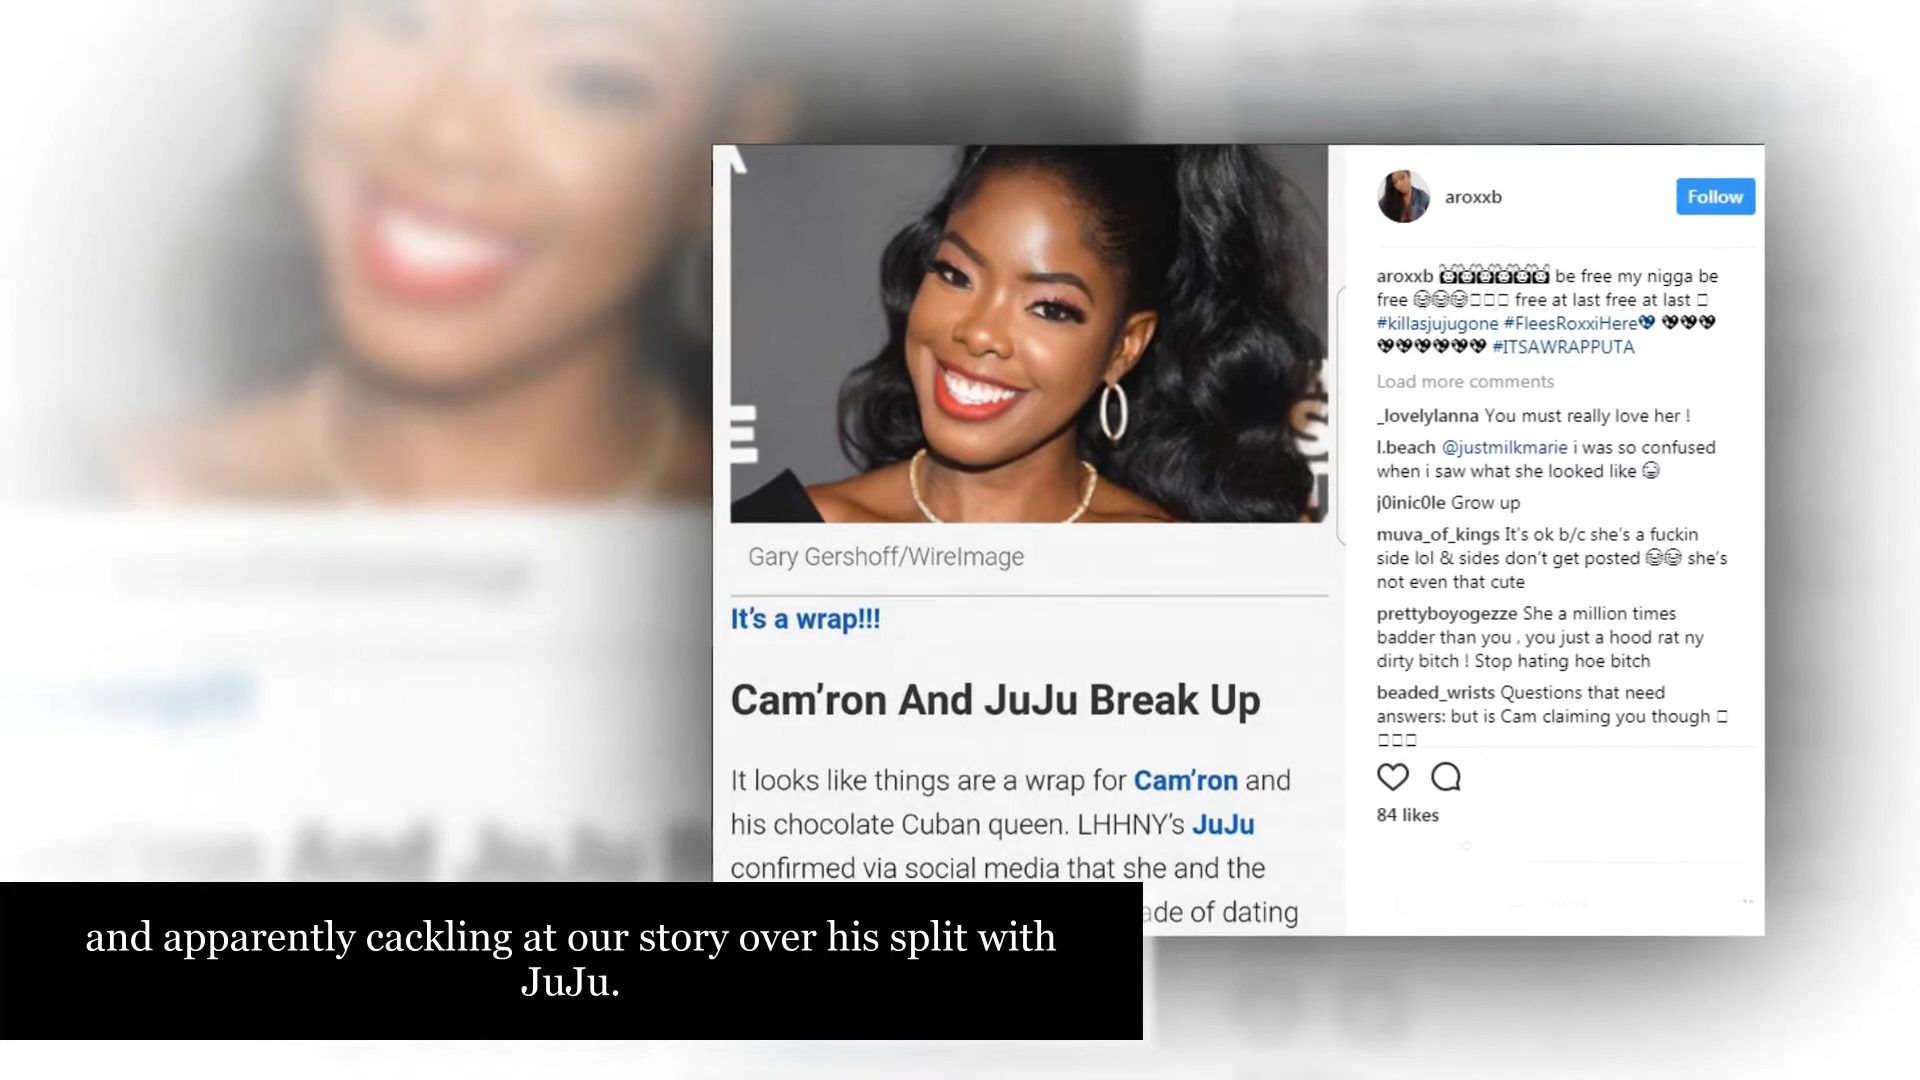 Gary Gershoff/WireImage
It's a wrap!!!
Cam'ron And JuJu Break Up
It looks like things are a wrap for Cam'ron and
his chocolate Cuban queen. LHHNY's JuJu
confirmed via social media that she and the
ade of dating
aroxxb
Follow
aroxxb be free my nigga be
free free at last free at last
#killasjujugone #FleesRoxxiHere
#ITSAWRAPPUTA
Load more comments
_lovelylanna You must really love her !
l.beach @justmilkmarie i was so confused
when i saw what she looked like
j0inic0le Grow up
muva_of_kings It's ok b/c she's a fuckin
side lol & sides don't get posted she's
not even that cute
prettyboyogezze She a million times
badder than you , you just a hood rat ny
dirty bitch ! Stop hating hoe bitch
beaded_wrists Questions that need
answers: but is Cam claiming you though
84 likes
and apparently cackling at our story over his split with
JuJu.